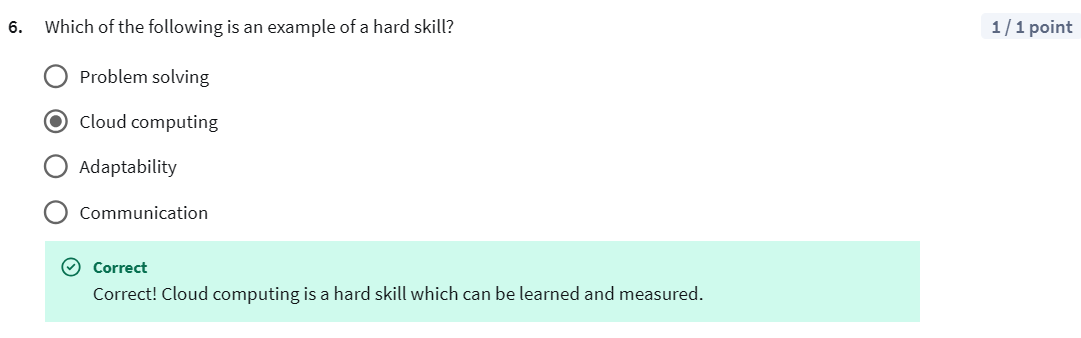 6. Which of the following is an example of a hard skill?
1 / 1 point
Problem solving
Cloud computing
Adaptability
Communication
Correct
Correct! Cloud computing is a hard skill which can be learned and measured.